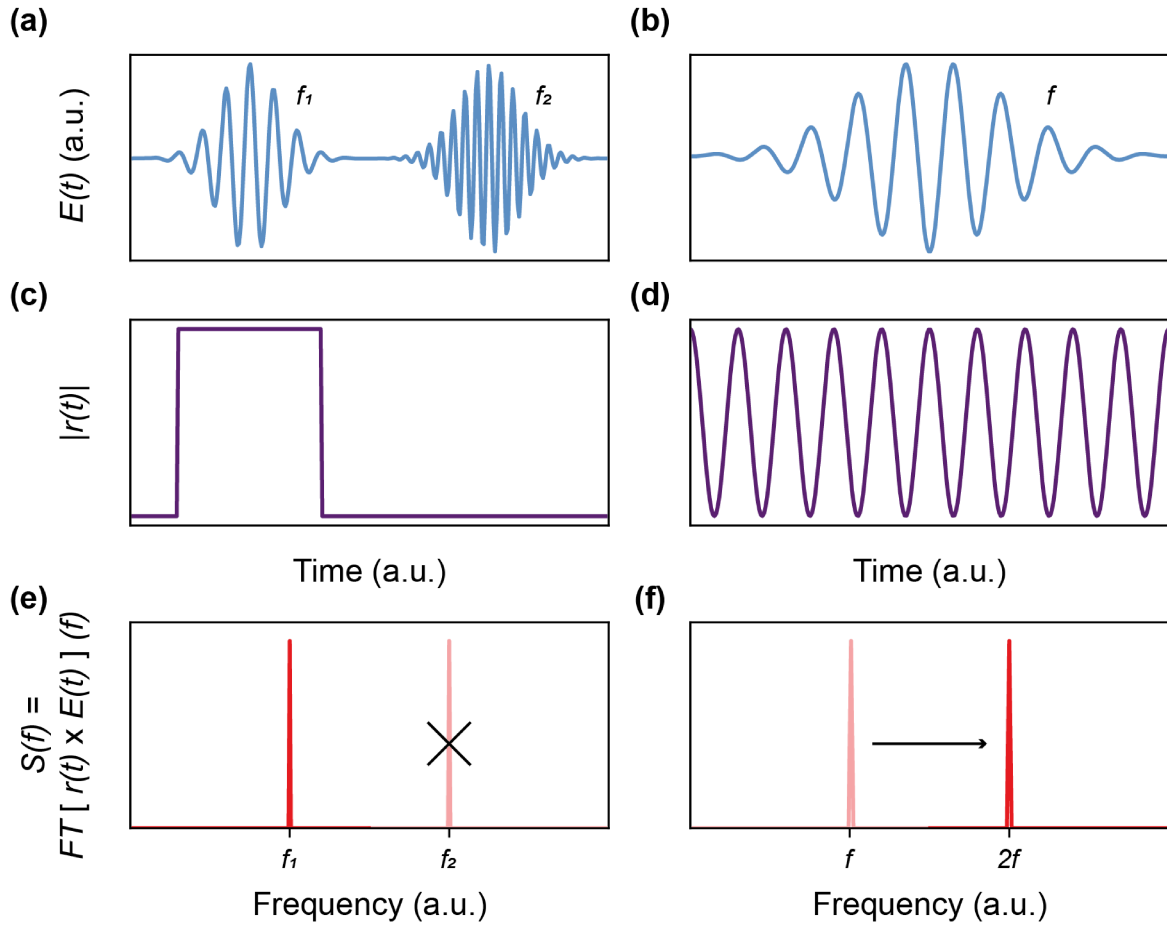 (a)
(b)
E(t) (a.u.)
f₁
f₂
f
(c)
(d)
|r(t)|
Time (a.u.)
Time (a.u.)
(e)
(f)
S(f) =
FT [ r(t) x E(t) ] (f)
f₁
f₂
f
2f
Frequency (a.u.)
Frequency (a.u.)